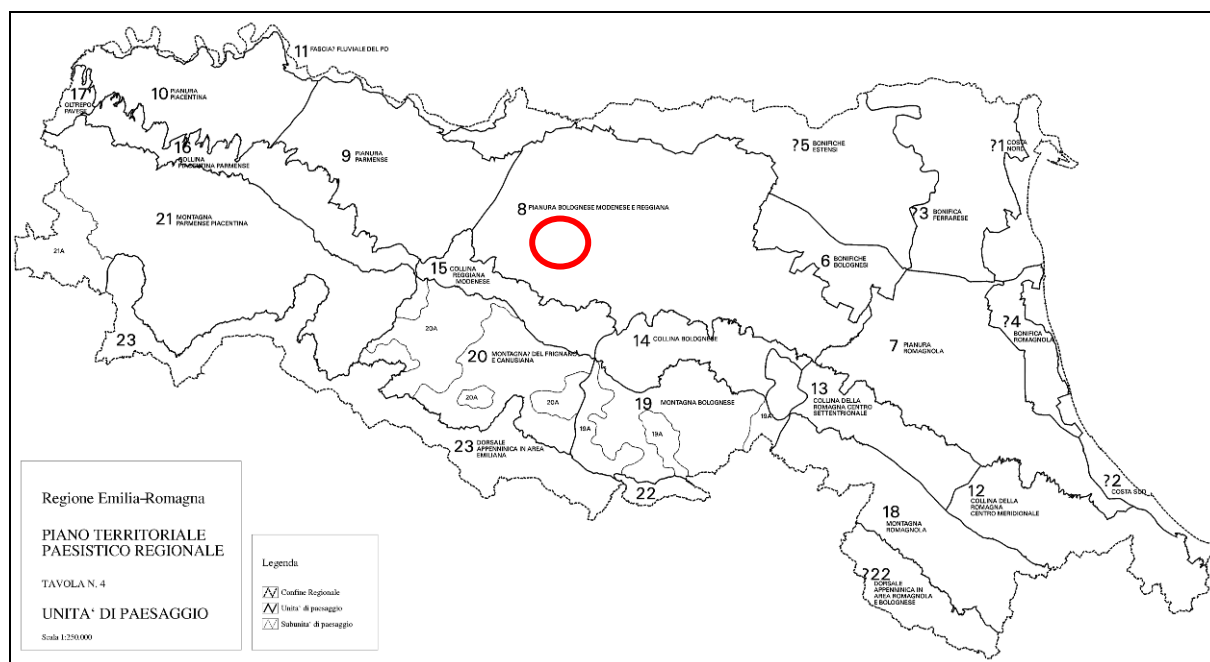 11 FASCIA? FLUVIALE DEL PO
17
OLTREPO
PAVESE
10 PIANURA
PIACENTINA
16
COLLINA
PIACENTINA PARMENSE
9 PIANURA
PARMENSE
?5 BONIFICHE
ESTENSI
?1 COSTA
NORD
8 PIANURA BOLOGNESE MODENESE E REGGIANA
?3 BONIFICA
FERRARESE
21 MONTAGNA
PARMENSE PIACENTINA
21A
15 COLLINA
REGGIANA
MODENESE
6 BONIFICHE
BOLOGNESI
?4
BONIFICA
ROMAGNOLA
23
20A
14 COLLINA BOLOGNESE
7 PIANURA
ROMAGNOLA
20 MONTAGNA? DEL FRIGNANO
E CANUSIANA
13
COLLINA DELLA
ROMAGNA CENTRO
SETTENTRIONALE
20A
20A
19
MONTAGNA BOLOGNESE
19A
19A
19A
23 DORSALE
APPENNINICA IN AREA
EMILIANA
22
12
COLLINA DELLA
ROMAGNA
CENTRO MERIDIONALE
?2
COSTA SUD
18
MONTAGNA
ROMAGNOLA
?22
DORSALE
APPENNINICA IN
AREA ROMAGNOLA
E BOLOGNESE
Regione Emilia-Romagna
PIANO TERRITORIALE
PAESISTICO REGIONALE
TAVOLA N. 4
UNITA' DI PAESAGGIO
Scala 1:250.000
Legenda
Confine Regionale
Unita' di paesaggio
Subunita' di paesaggio